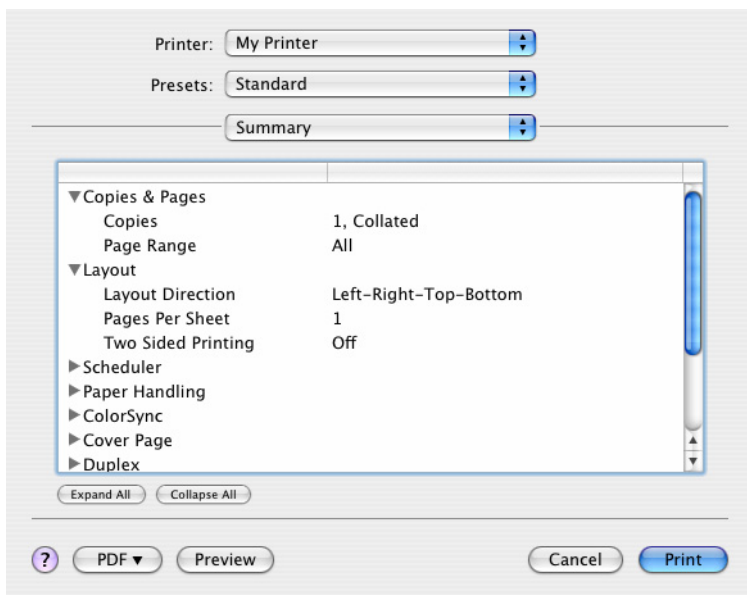 Printer: My Printer
Presets: Standard
Summary
▼Copies & Pages
Copies 1, Collated
Page Range All
▼Layout
Layout Direction Left-Right-Top-Bottom
Pages Per Sheet 1
Two Sided Printing Off
▶Scheduler
▶Paper Handling
▶ColorSync
▶Cover Page
▶Duplex
Expand All Collapse All
? PDF ▼ Preview Cancel Print